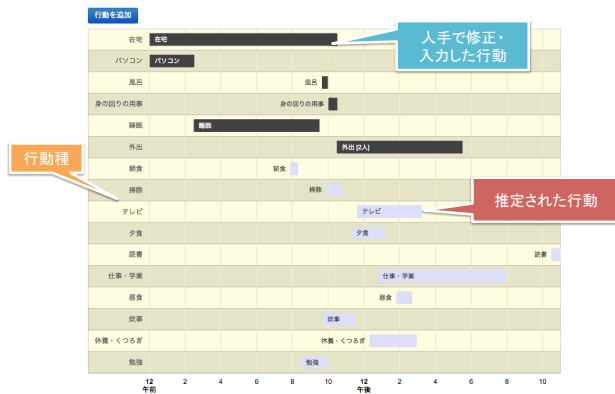 行動を追加
人手で修正・
入力した行動
在宅 在宅
パソコン パソコン
風呂 風呂
身の回りの用事 身の回りの用事
睡眠 睡眠
外出 外出 [2人]
行動種
朝食 朝食
掃除 掃除
推定された行動
テレビ テレビ
夕食 夕食
読書 読書
仕事・学業 仕事・学業
昼食 昼食
炊事 炊事
休養・くつろぎ 休養・くつろぎ
勉強 勉強
12 2 4 6 8 10 12 2 4 6 8 10
午前 午後